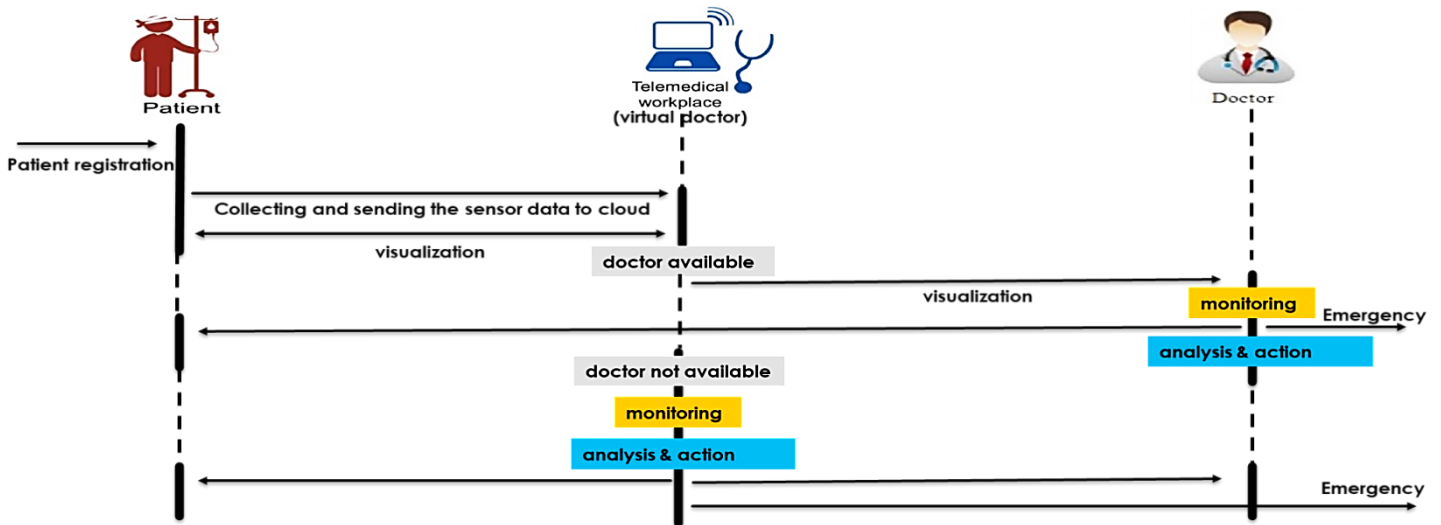 Patient
Telemedical
workplace
(virtual doctor)
Doctor
Patient registration
Collecting and sending the sensor data to cloud
visualization
doctor available
visualization
monitoring
Emergency
analysis & action
doctor not available
monitoring
analysis & action
Emergency